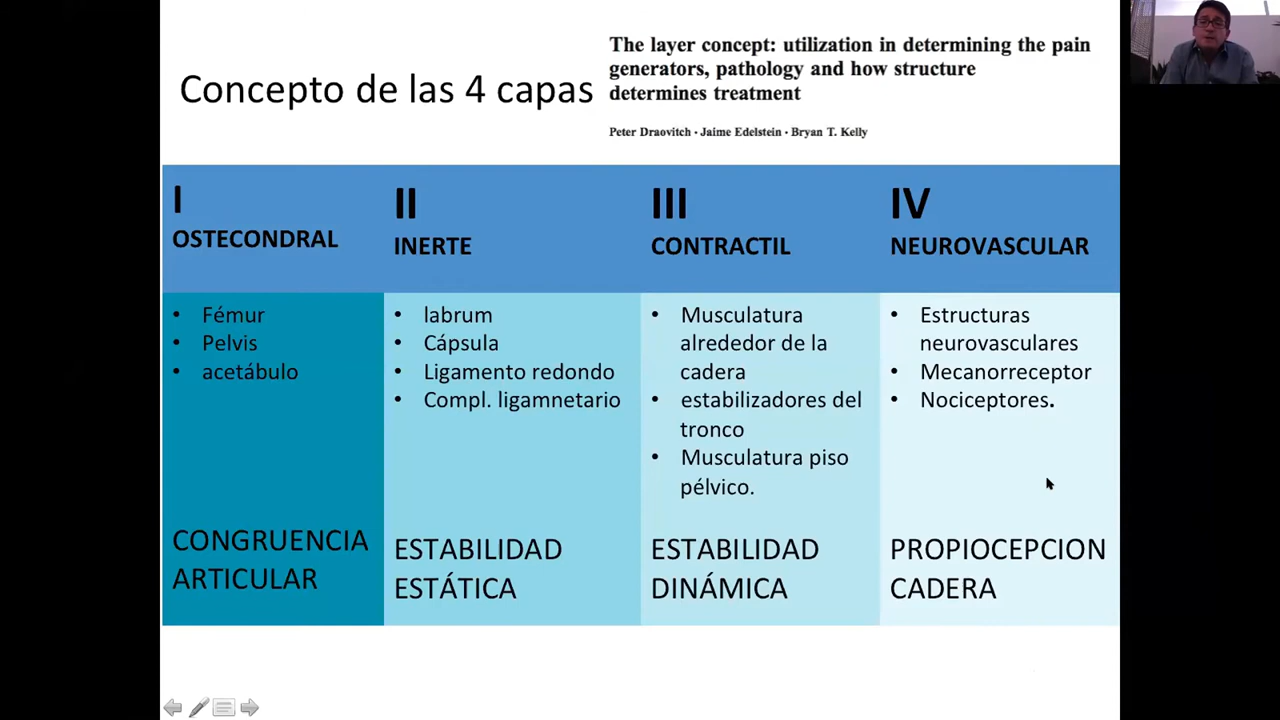 Concepto de las 4 capas
The layer concept: utilization in determining the pain
generators, pathology and how structure
determines treatment
Peter Draovitch · Jaime Edelstein · Bryan T. Kelly
I
OSTECONDRAL
• Fémur
• Pelvis
• acetábulo
CONGRUENCIA
ARTICULAR
II
INERTE
• labrum
• Cápsula
• Ligamento redondo
• Compl. ligamnetario
ESTABILIDAD
ESTÁTICA
III
CONTRACTIL
• Musculatura
alrededor de la
cadera
• estabilizadores del
tronco
• Musculatura piso
pélvico.
ESTABILIDAD
DINÁMICA
IV
NEUROVASCULAR
• Estructuras
neurovasculares
• Mecanorreceptor
• Nociceptores.
PROPIOCEPCION
CADERA